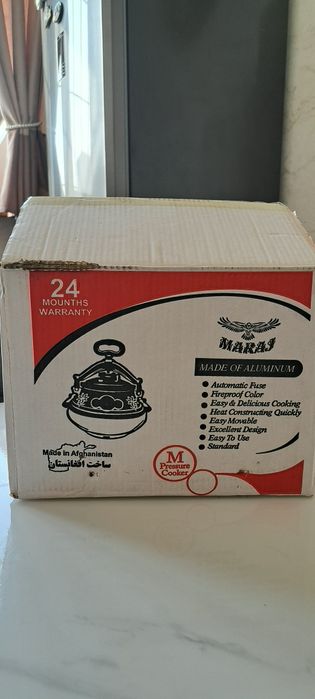 24
MOUNTHS
WARRANTY
MARAJ
MADE OF ALUMINUM
Automatic Fuse
Fireproof Color
Easy & Delicious Cooking
Heat Constructing Quickly
Easy Movable
Excellent Design
Easy To Use
Standard
Made in Afghanistan
ساخت افغانستان
M
Pressure
Cooker